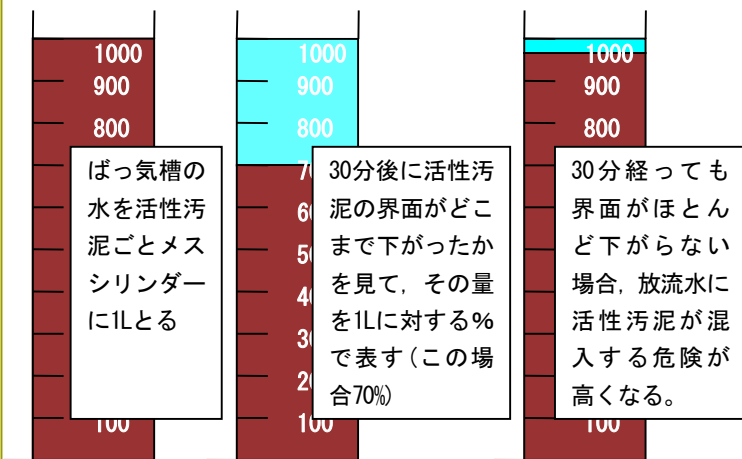 1000
900
800
100
ばっ気槽の
水を活性汚
泥ごとメス
シリンダー
に1Lとる
1000
900
800
100
30分後に活性汚
泥の界面がどこ
まで下がったか
を見て，その量
を1Lに対する%
で表す(この場
合70%)
1000
900
800
100
30分経っても
界面がほとん
ど下がらない
場合，放流水に
活性汚泥が混
入する危険が
高くなる。